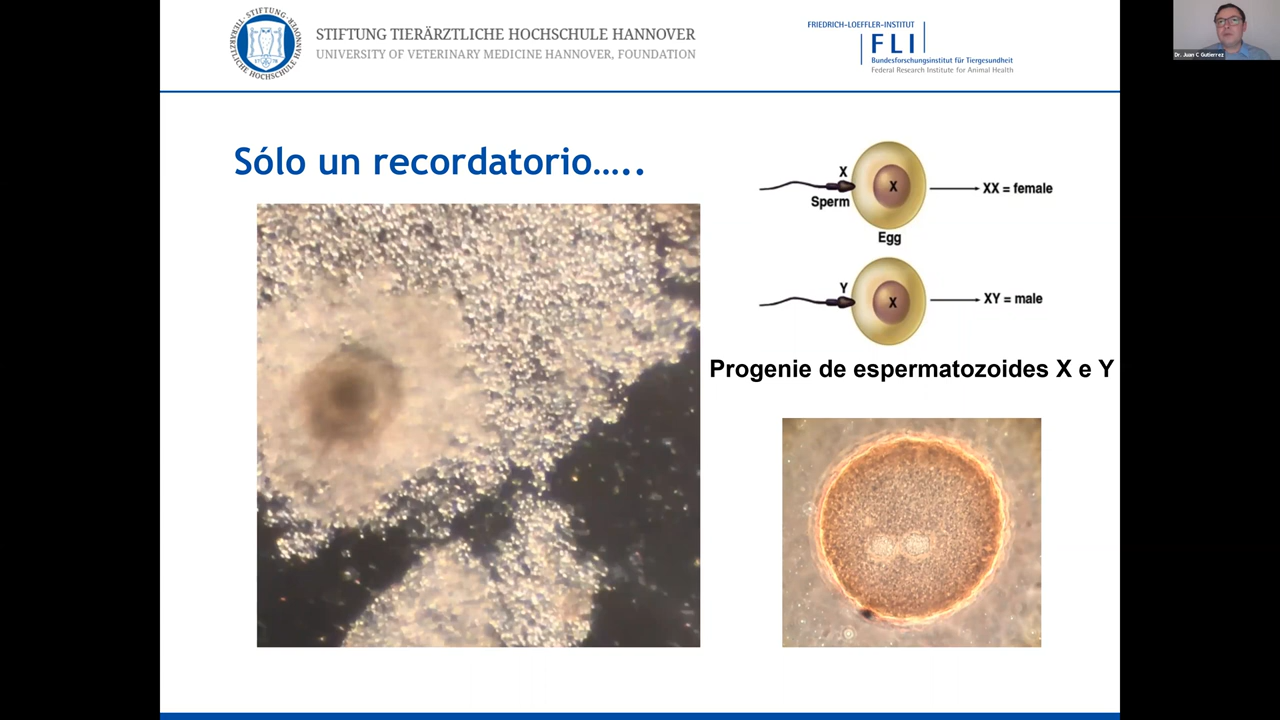 STIFTUNG TIERÄRZTLICHE HOCHSCHULE HANNOVER
UNIVERSITY OF VETERINARY MEDICINE HANNOVER, FOUNDATION
FRIEDRICH-LOEFFLER-INSTITUT
FLI
Bundesforschungsinstitut für Tiergesundheit
Federal Research Institute for Animal Health
Dr. Juan C Gutierrez
Sólo un recordatorio…..
X
X
XX = female
Sperm
Egg
Y
X
XY = male
Progenie de espermatozoides X e Y